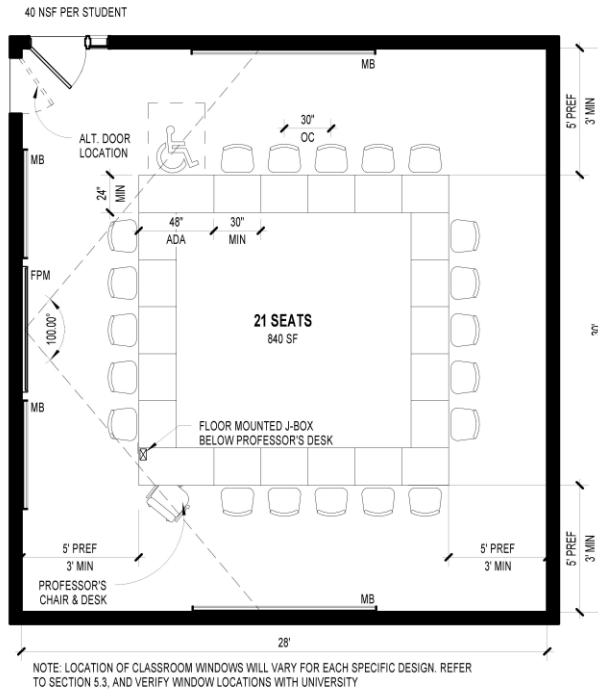 40 NSF PER STUDENT
MB
5' PREF
3' MIN
30"
OC
ALT. DOOR
LOCATION
MB
24"
MIN
48"
ADA
30"
MIN
FPM
100.00°
21 SEATS
840 SF
30'
MB
FLOOR MOUNTED J-BOX
BELOW PROFESSOR'S DESK
5' PREF
3' MIN
5' PREF
3' MIN
5' PREF
3' MIN
PROFESSOR'S
CHAIR & DESK
MB
28'
NOTE: LOCATION OF CLASSROOM WINDOWS WILL VARY FOR EACH SPECIFIC DESIGN. REFER
TO SECTION 5.3, AND VERIFY WINDOW LOCATIONS WITH UNIVERSITY